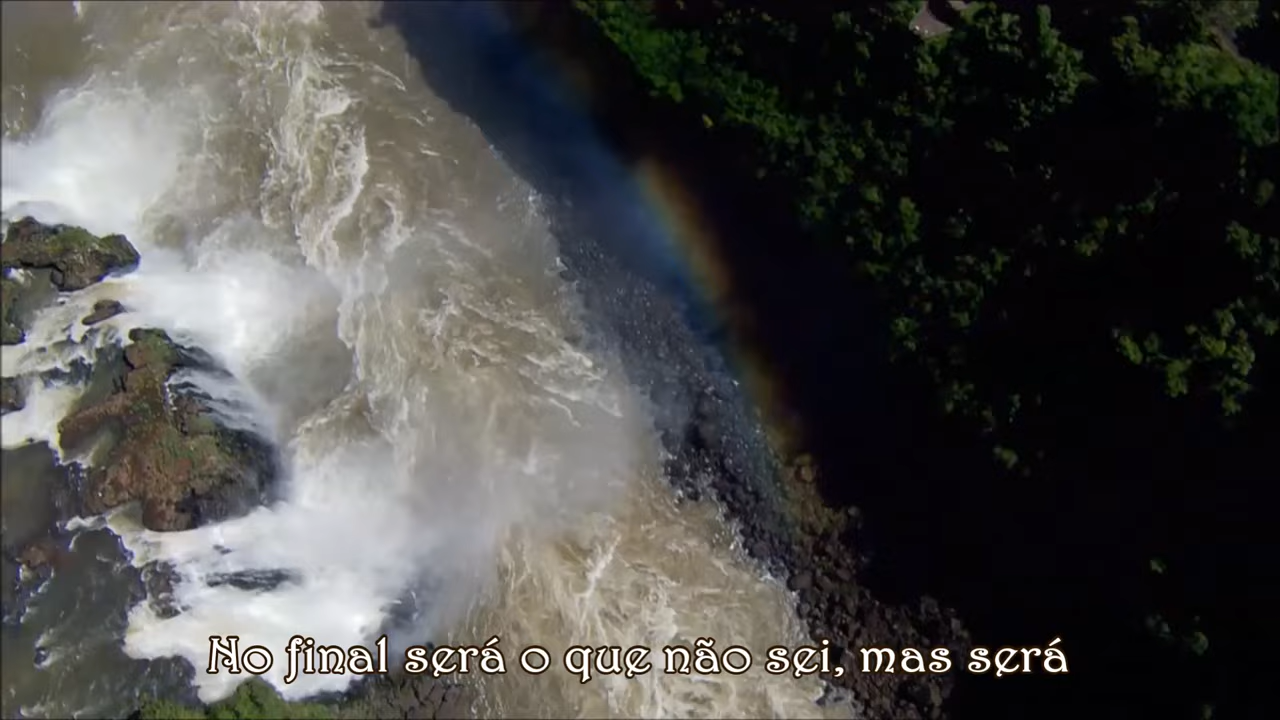 No final será o que não sei, mas será